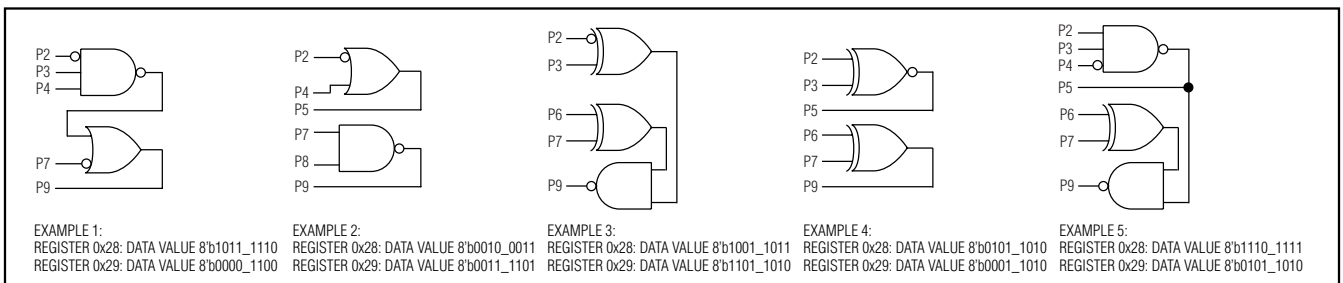 P2
P3
P4
P7
P9
EXAMPLE 1:
REGISTER 0x28: DATA VALUE 8'b1011_1110
REGISTER 0x29: DATA VALUE 8'b0000_1100
P2
P4
P5
P7
P8
P9
EXAMPLE 2:
REGISTER 0x28: DATA VALUE 8'b0010_0011
REGISTER 0x29: DATA VALUE 8'b0011_1101
P2
P3
P6
P7
P9
EXAMPLE 3:
REGISTER 0x28: DATA VALUE 8'b1001_1011
REGISTER 0x29: DATA VALUE 8'b1101_1010
P2
P3
P5
P6
P7
P9
EXAMPLE 4:
REGISTER 0x28: DATA VALUE 8'b0101_1010
REGISTER 0x29: DATA VALUE 8'b0001_1010
P2
P3
P4
P5
P6
P7
P9
EXAMPLE 5:
REGISTER 0x28: DATA VALUE 8'b1110_1111
REGISTER 0x29: DATA VALUE 8'b0101_1010